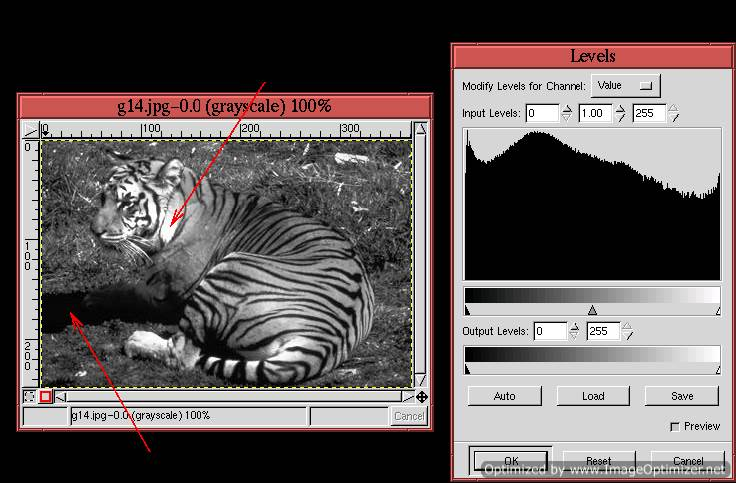 Levels
Modify Levels for Channel: Value
Input Levels: 0 1.00 255
g14.jpg-0.0 (grayscale) 100%
0 100 200 300
0
100
200
Output Levels: 0 255
Auto Load Save
g14.jpg-0.0 (grayscale) 100% Cancel
Preview
OK Reset Cancel
Optimized by www.ImageOptimizer.net